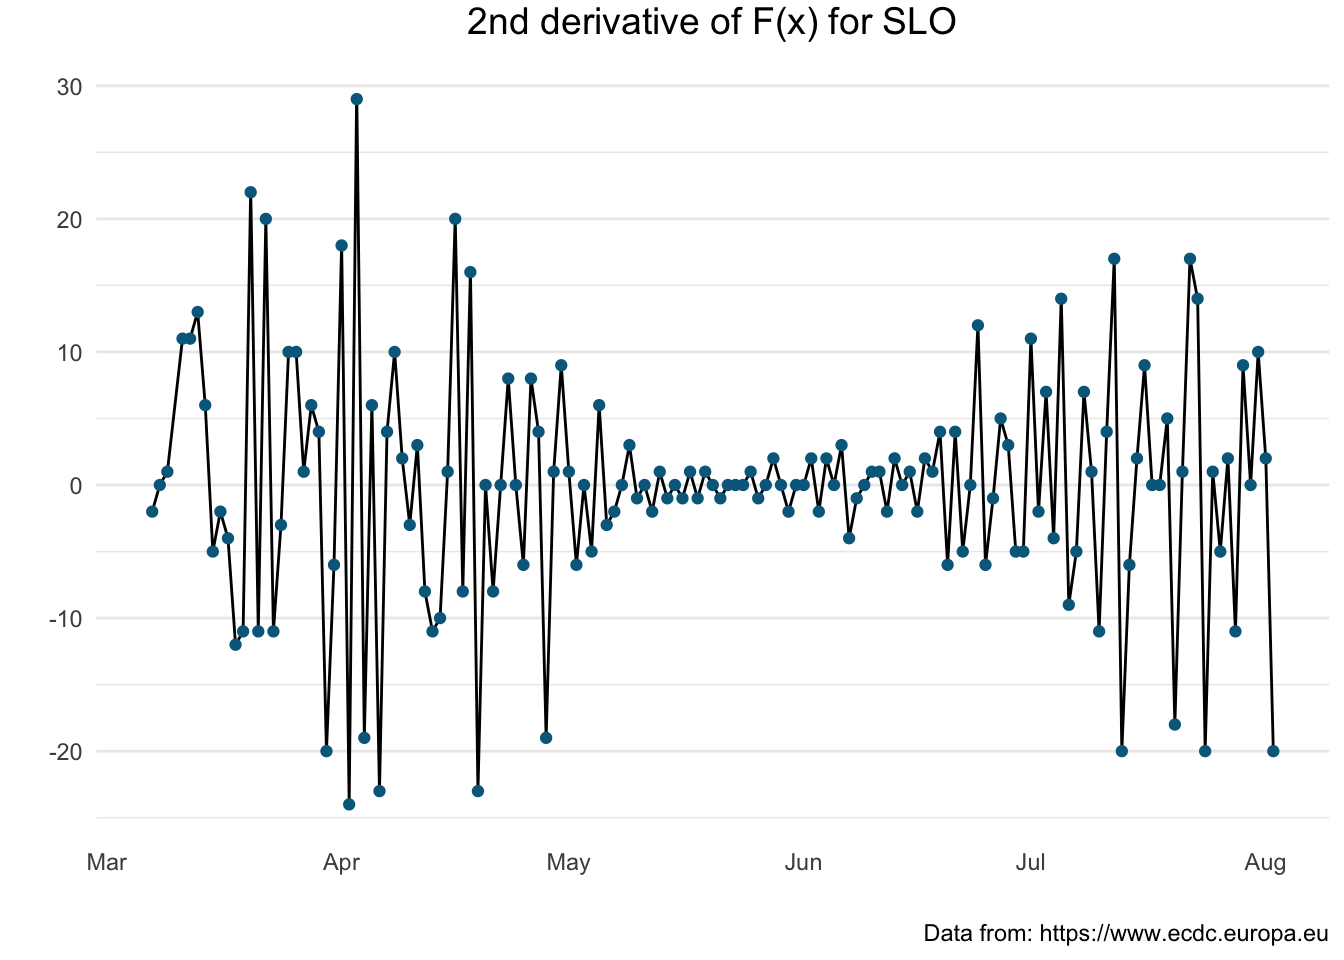 2nd derivative of F(x) for SLO
30
20
10
0
-10
-20
Mar Apr May Jun Jul Aug
Data from: https://www.ecdc.europa.eu